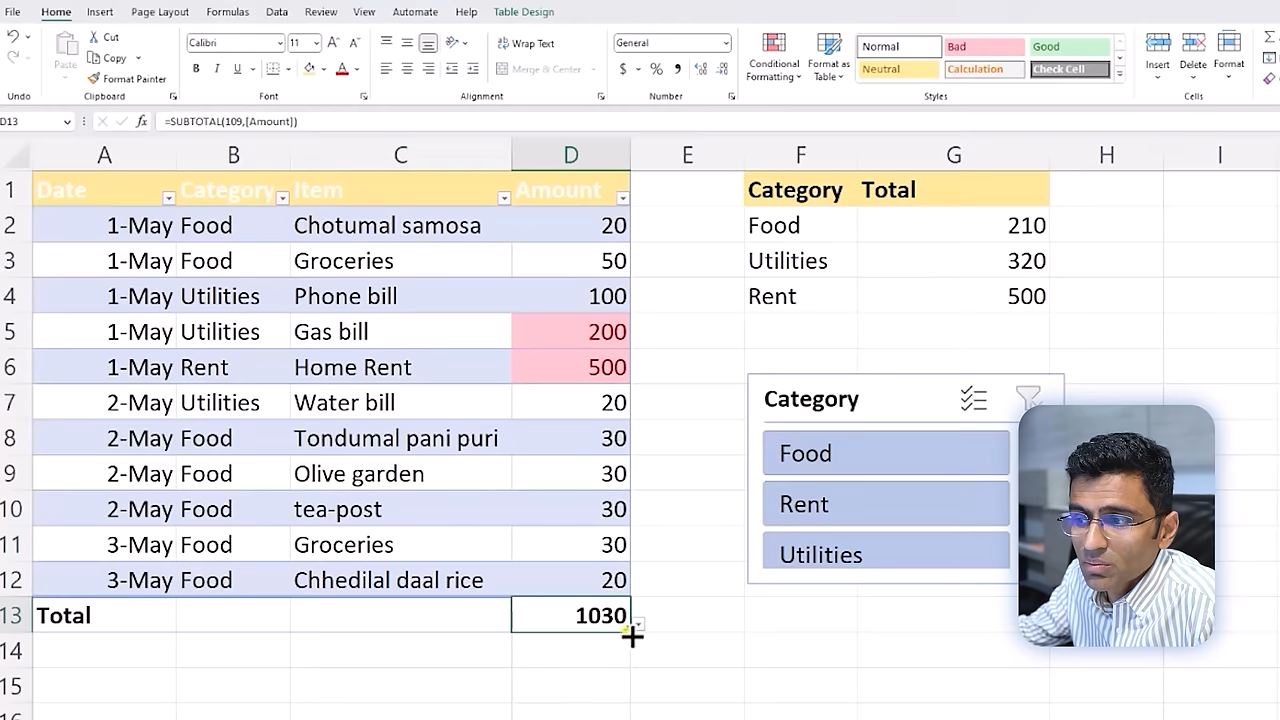 File Home Insert Page Layout Formulas Data Review View Automate Help Table Design
Cut
Copy
Format Painter
Paste
Calibri 11
B I U
Wrap Text
Merge & Center
General
$ %
Conditional Formatting
Format as Table
Normal Bad Good
Neutral Calculation Check Cell
Insert Delete Format
Undo Clipboard Font Alignment Number Styles Cells
D13 fx =SUBTOTAL(109,[Amount])
A B C D E F G H I
1 Date Category Item Amount Category Total
2 1-May Food Chotumal samosa 20 Food 210
3 1-May Food Groceries 50 Utilities 320
4 1-May Utilities Phone bill 100 Rent 500
5 1-May Utilities Gas bill 200
6 1-May Rent Home Rent 500
7 2-May Utilities Water bill 20
8 2-May Food Tondumal pani puri 30
9 2-May Food Olive garden 30
10 2-May Food tea-post 30
11 3-May Food Groceries 30
12 3-May Food Chhedilal daal rice 20
13 Total 1030
14
15
Category
Food
Rent
Utilities